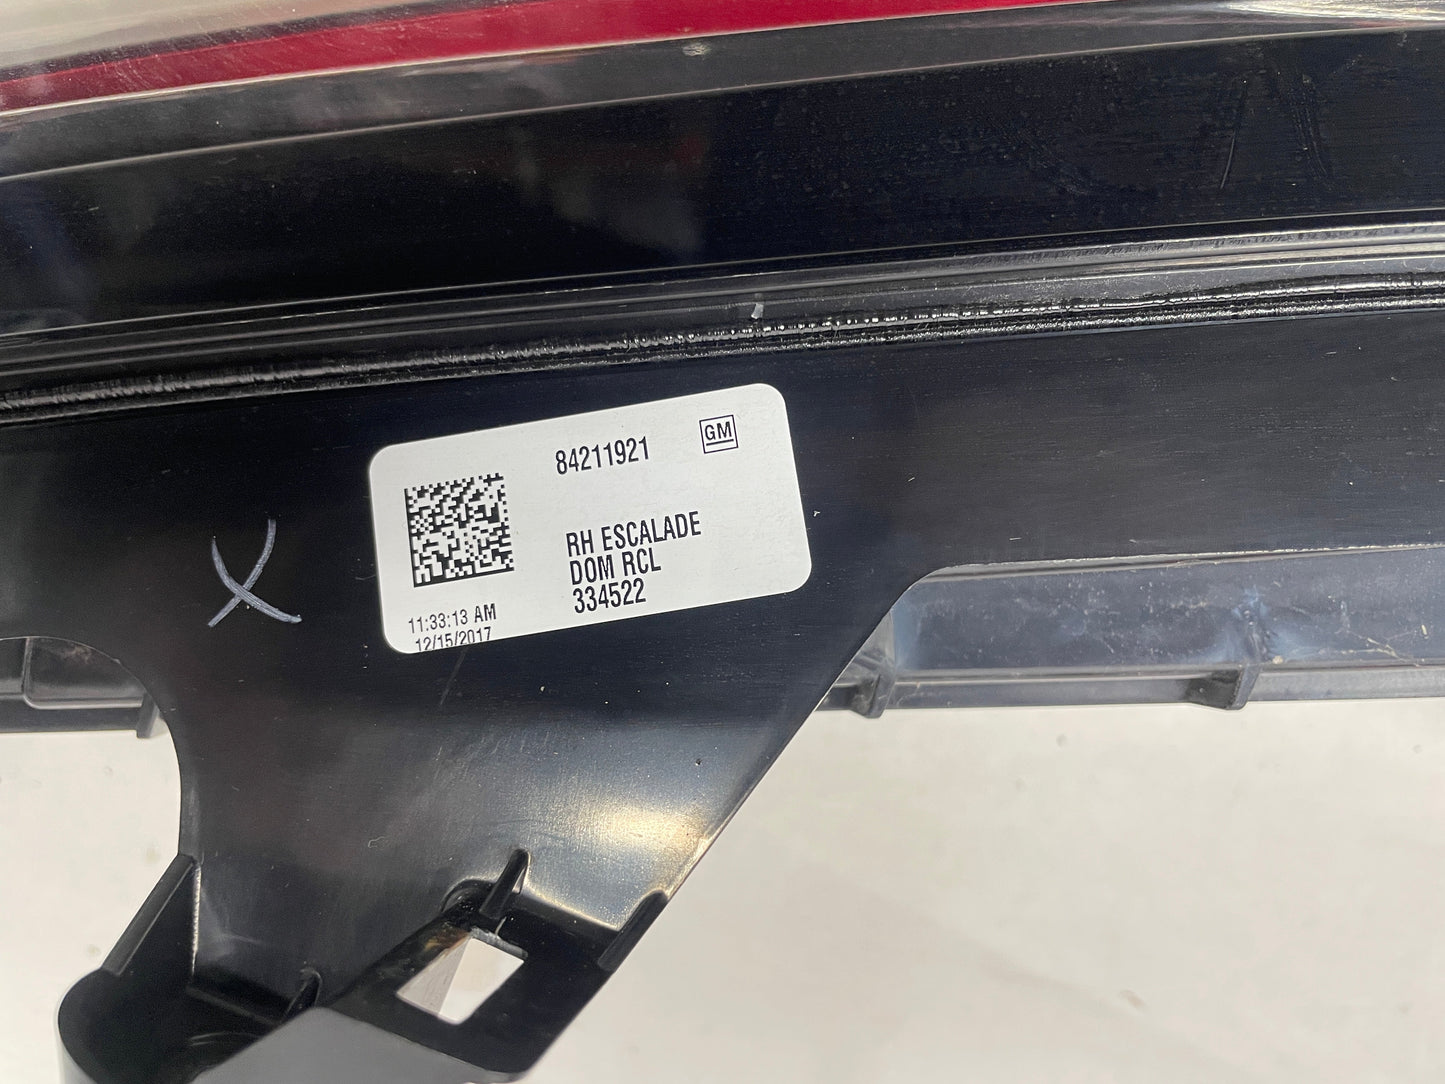 84211921
GM
RH ESCALADE
DOM RCL
334522
11:33:13 AM
12/15/2017
X